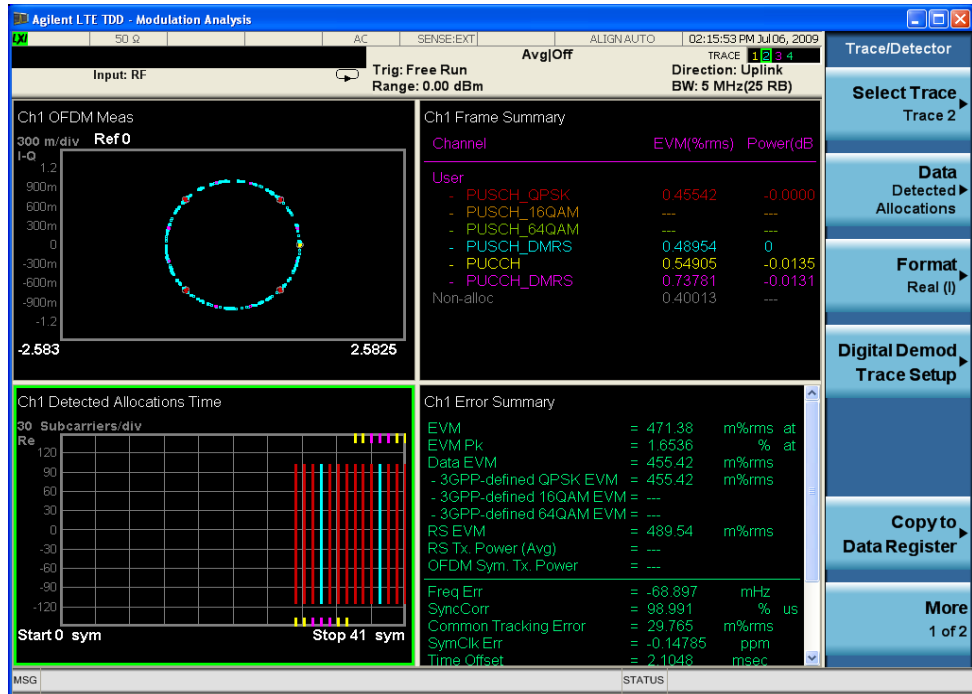 Agilent LTE TDD - Modulation Analysis
LXI 50 Ω AC SENSE:EXT ALIGN AUTO 02:15:53 PM Jul 06, 2009
Avg|Off TRACE 1 2 3 4
Input: RF Trig: Free Run Direction: Uplink
Range: 0.00 dBm BW: 5 MHz(25 RB)
Trace/Detector
Select Trace
Trace 2
Data
Detected
Allocations
Format
Real (I)
Digital Demod
Trace Setup
Copy to
Data Register
More
1 of 2
Ch1 OFDM Meas
300 m/div Ref 0
I-Q
1.2
900m
600m
300m
0
-300m
-600m
-900m
-1.2
-2.583 2.5825
Ch1 Frame Summary
Channel EVM(%rms) Power(dB
User
- PUSCH_QPSK 0.45542 -0.0000
- PUSCH_16QAM --- ---
- PUSCH_64QAM --- ---
- PUSCH_DMRS 0.48954 0
- PUCCH 0.54905 -0.0135
- PUCCH_DMRS 0.73781 -0.0131
Non-alloc 0.40013 ---
Ch1 Detected Allocations Time
30 Subcarriers/div
Re
120
90
60
30
0
-30
-60
-90
-120
Start 0 sym Stop 41 sym
Ch1 Error Summary
EVM = 471.38 m%rms at
EVM Pk = 1.6536 % at
Data EVM = 455.42 m%rms
- 3GPP-defined QPSK EVM = 455.42 m%rms
- 3GPP-defined 16QAM EVM = ---
- 3GPP-defined 64QAM EVM = ---
RS EVM = 489.54 m%rms
RS Tx. Power (Avg) = ---
OFDM Sym. Tx. Power = ---
Freq Err = -68.897 mHz
SyncCorr = 98.991 % us
Common Tracking Error = 29.765 m%rms
SymClk Err = -0.14785 ppm
Time Offset = 2.1048 msec
MSG STATUS